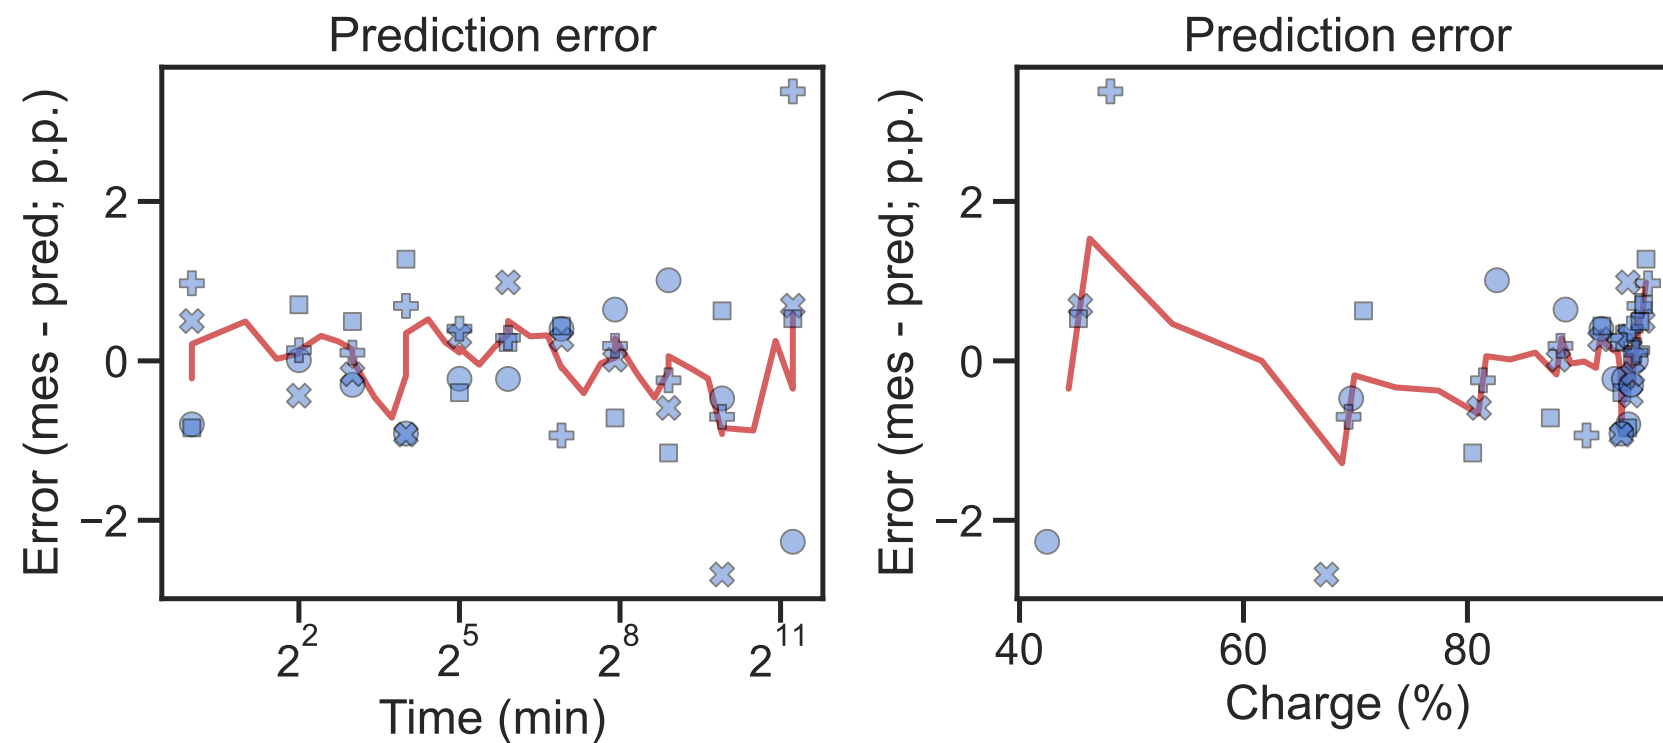 Prediction error
Error (mes - pred; p.p.)
2
0
−2
2^2
2^5
2^8
2^11
Time (min)
Prediction error
Error (mes - pred; p.p.)
2
0
−2
40
60
80
Charge (%)